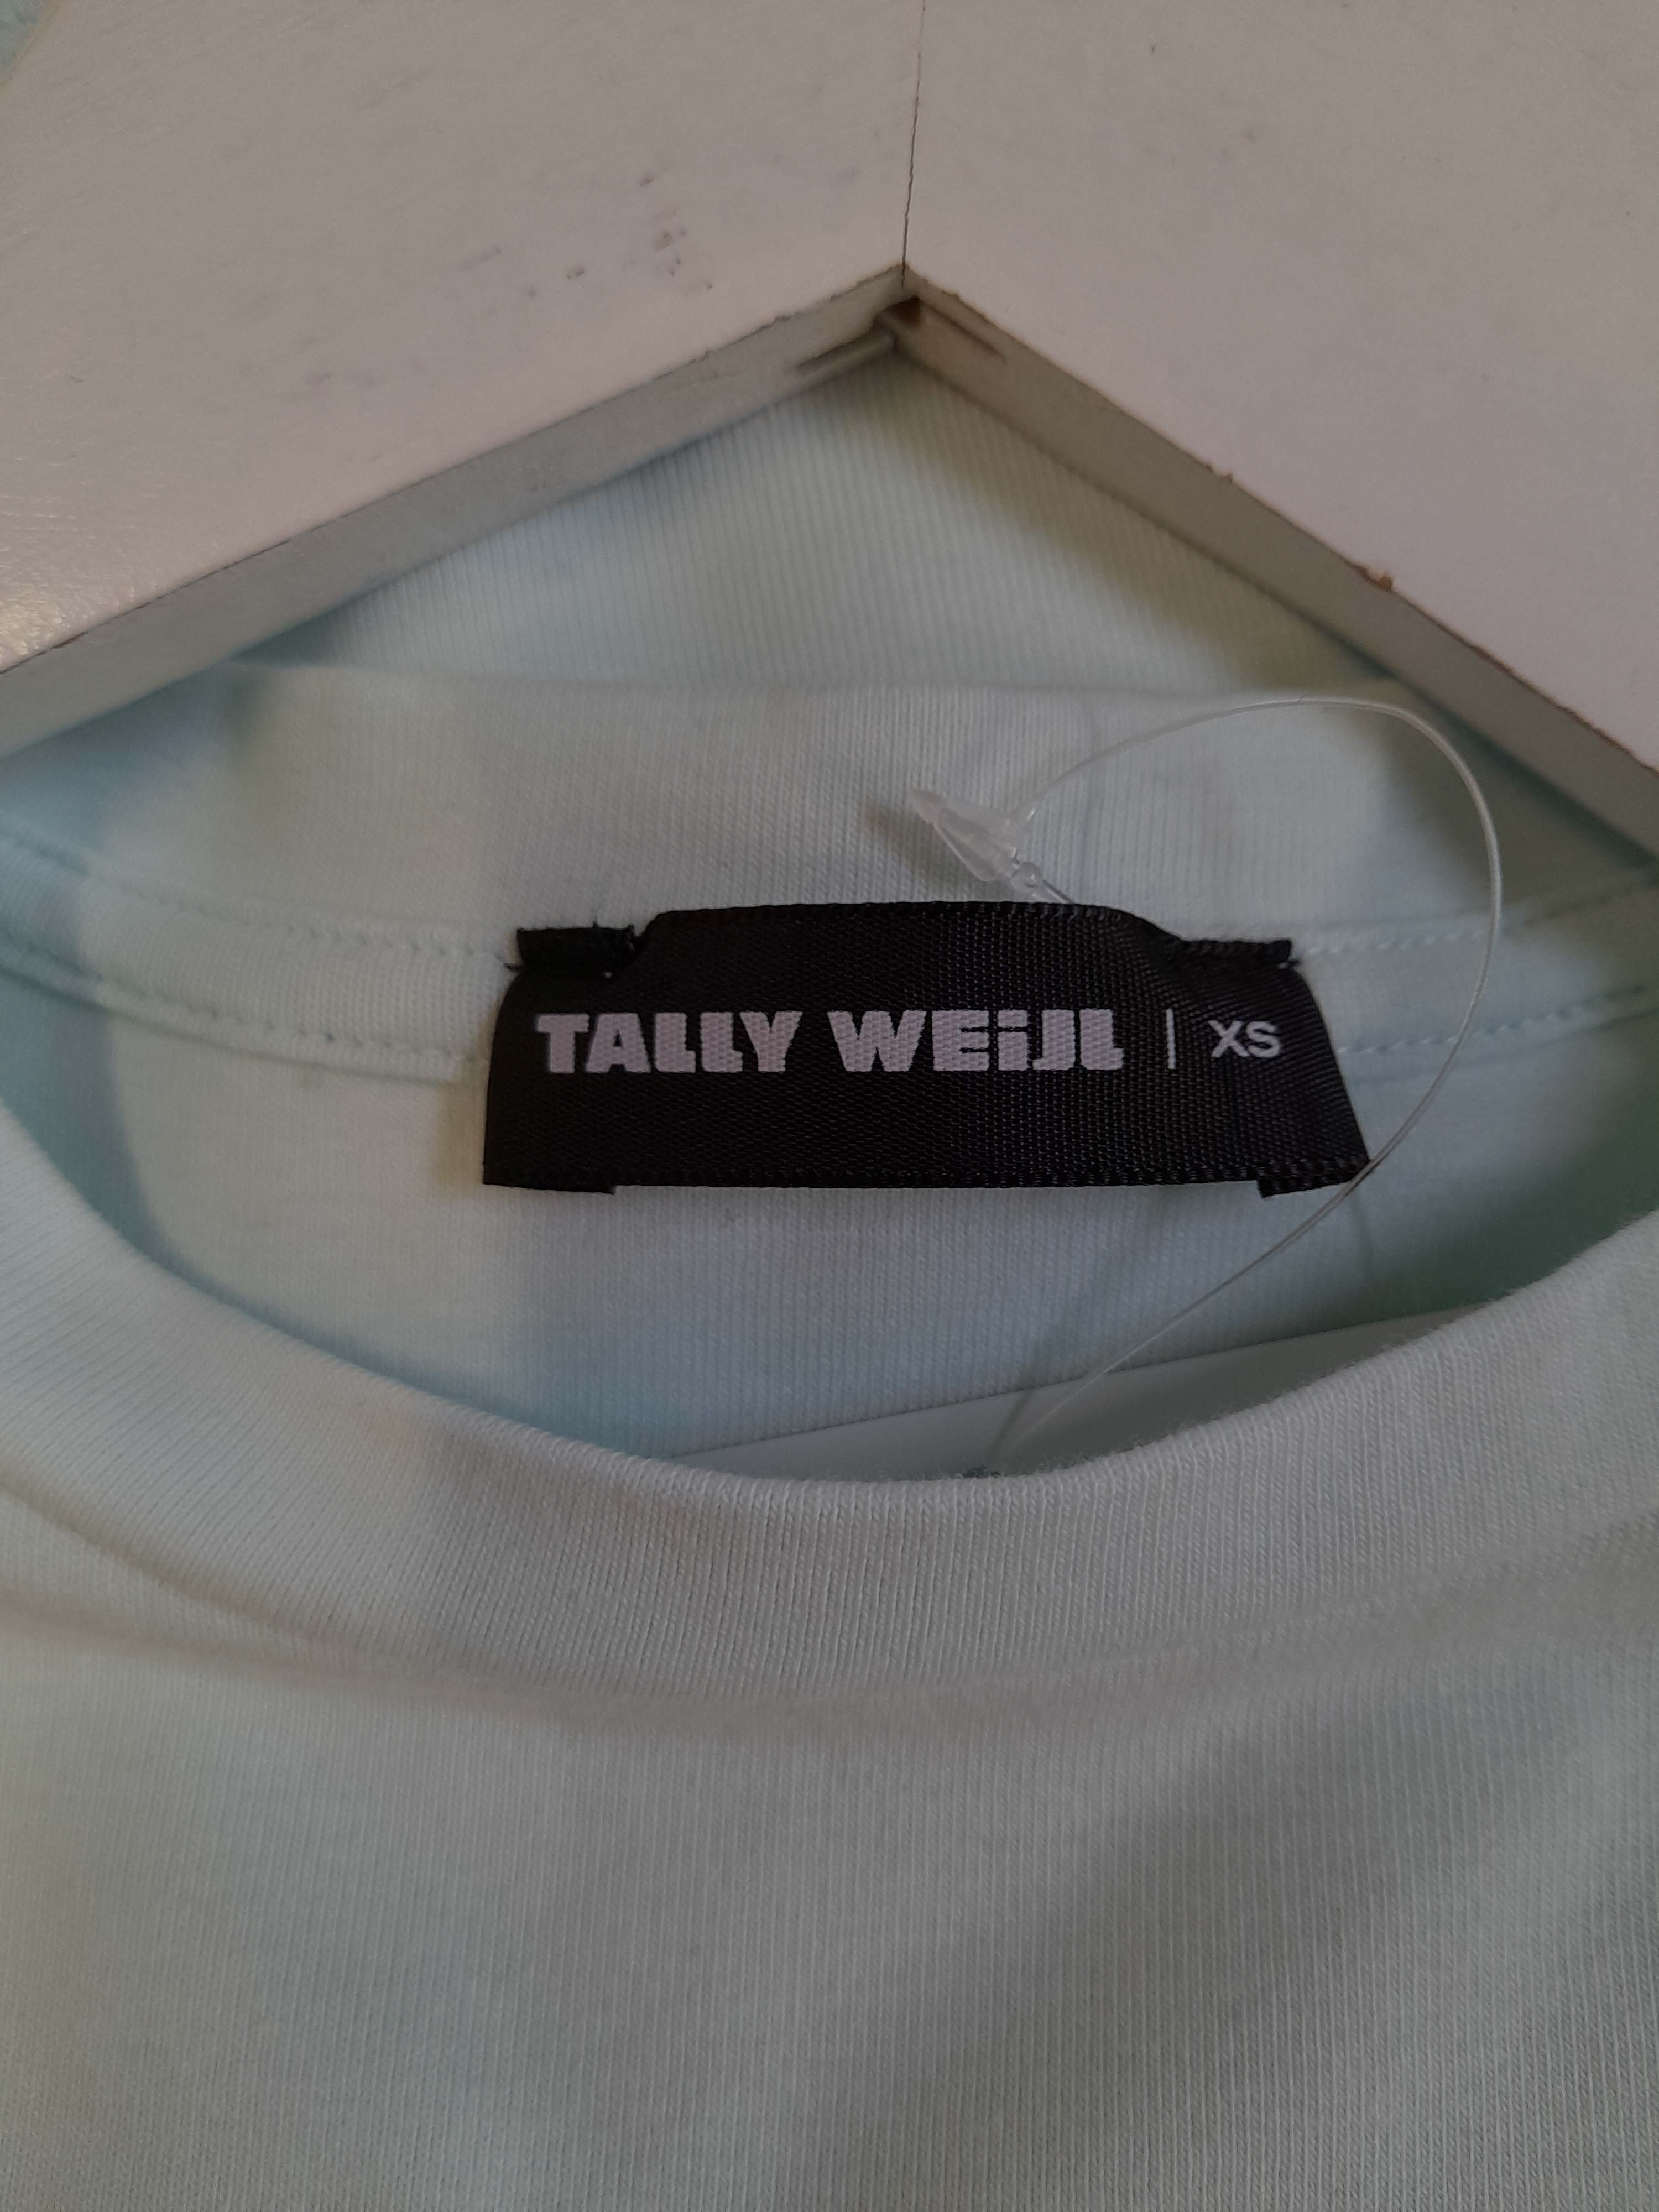 TALLY WEiJL | XS